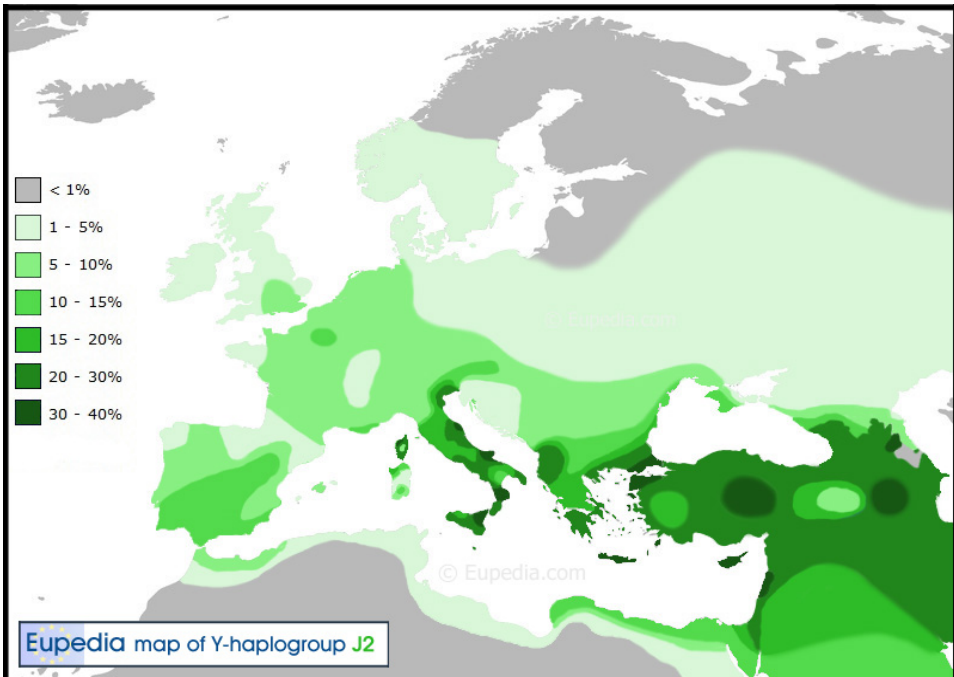 < 1%
1 - 5%
5 - 10%
10 - 15%
15 - 20%
20 - 30%
30 - 40%
© Eupedia.com
© Eupedia.com
Eupedia map of Y-haplogroup J2